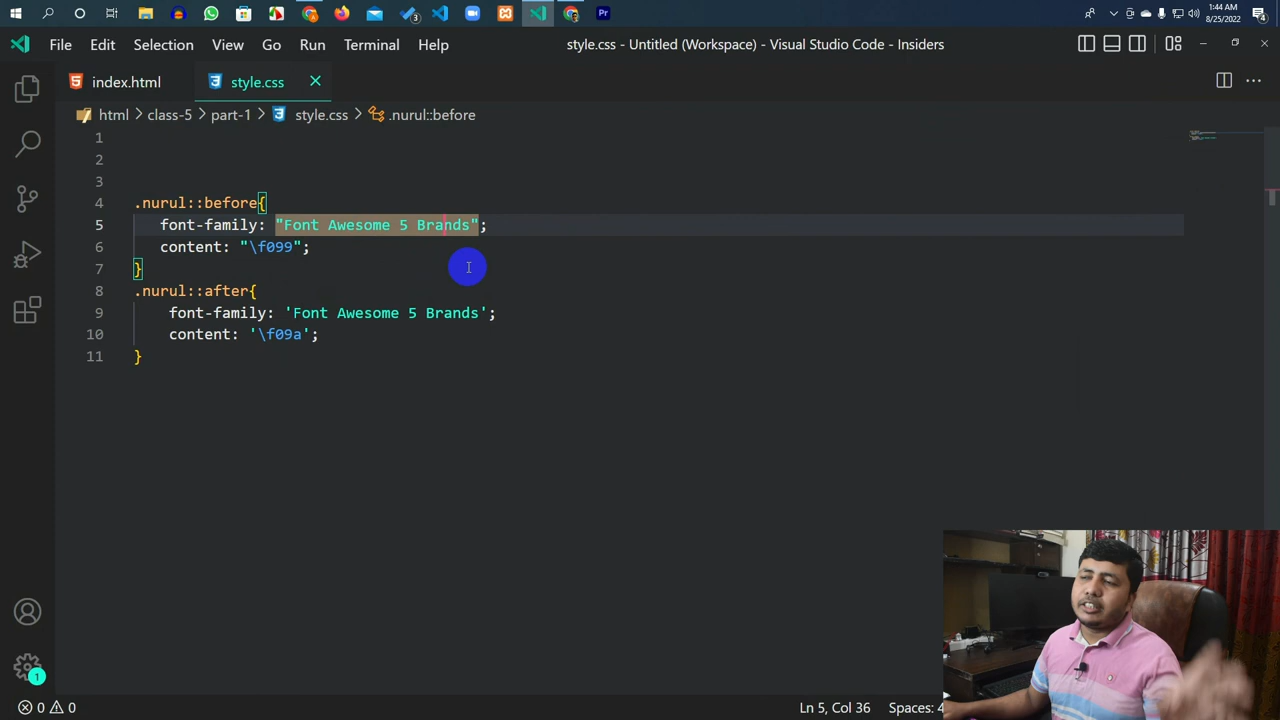 3
1:44 AM
8/25/2022
4
File Edit Selection View Go Run Terminal Help
style.css - Untitled (Workspace) - Visual Studio Code - Insiders
index.html
style.css
html > class-5 > part-1 > style.css > .nurul::before
1
2
3
4 .nurul::before{
5 font-family: "Font Awesome 5 Brands";
6 content: "\f099";
7 }
8 .nurul::after{
9 font-family: 'Font Awesome 5 Brands';
10 content: '\f09a';
11 }
1
0 0
Ln 5, Col 36 Spaces: 4